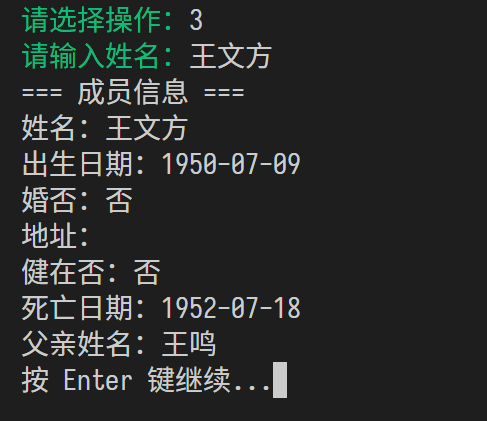 请选择操作: 3
请输入姓名: 王文方
=== 成员信息 ===
姓名: 王文方
出生日期: 1950-07-09
婚否: 否
地址:
健在否: 否
死亡日期: 1952-07-18
父亲姓名: 王鸣
按 Enter 键继续...